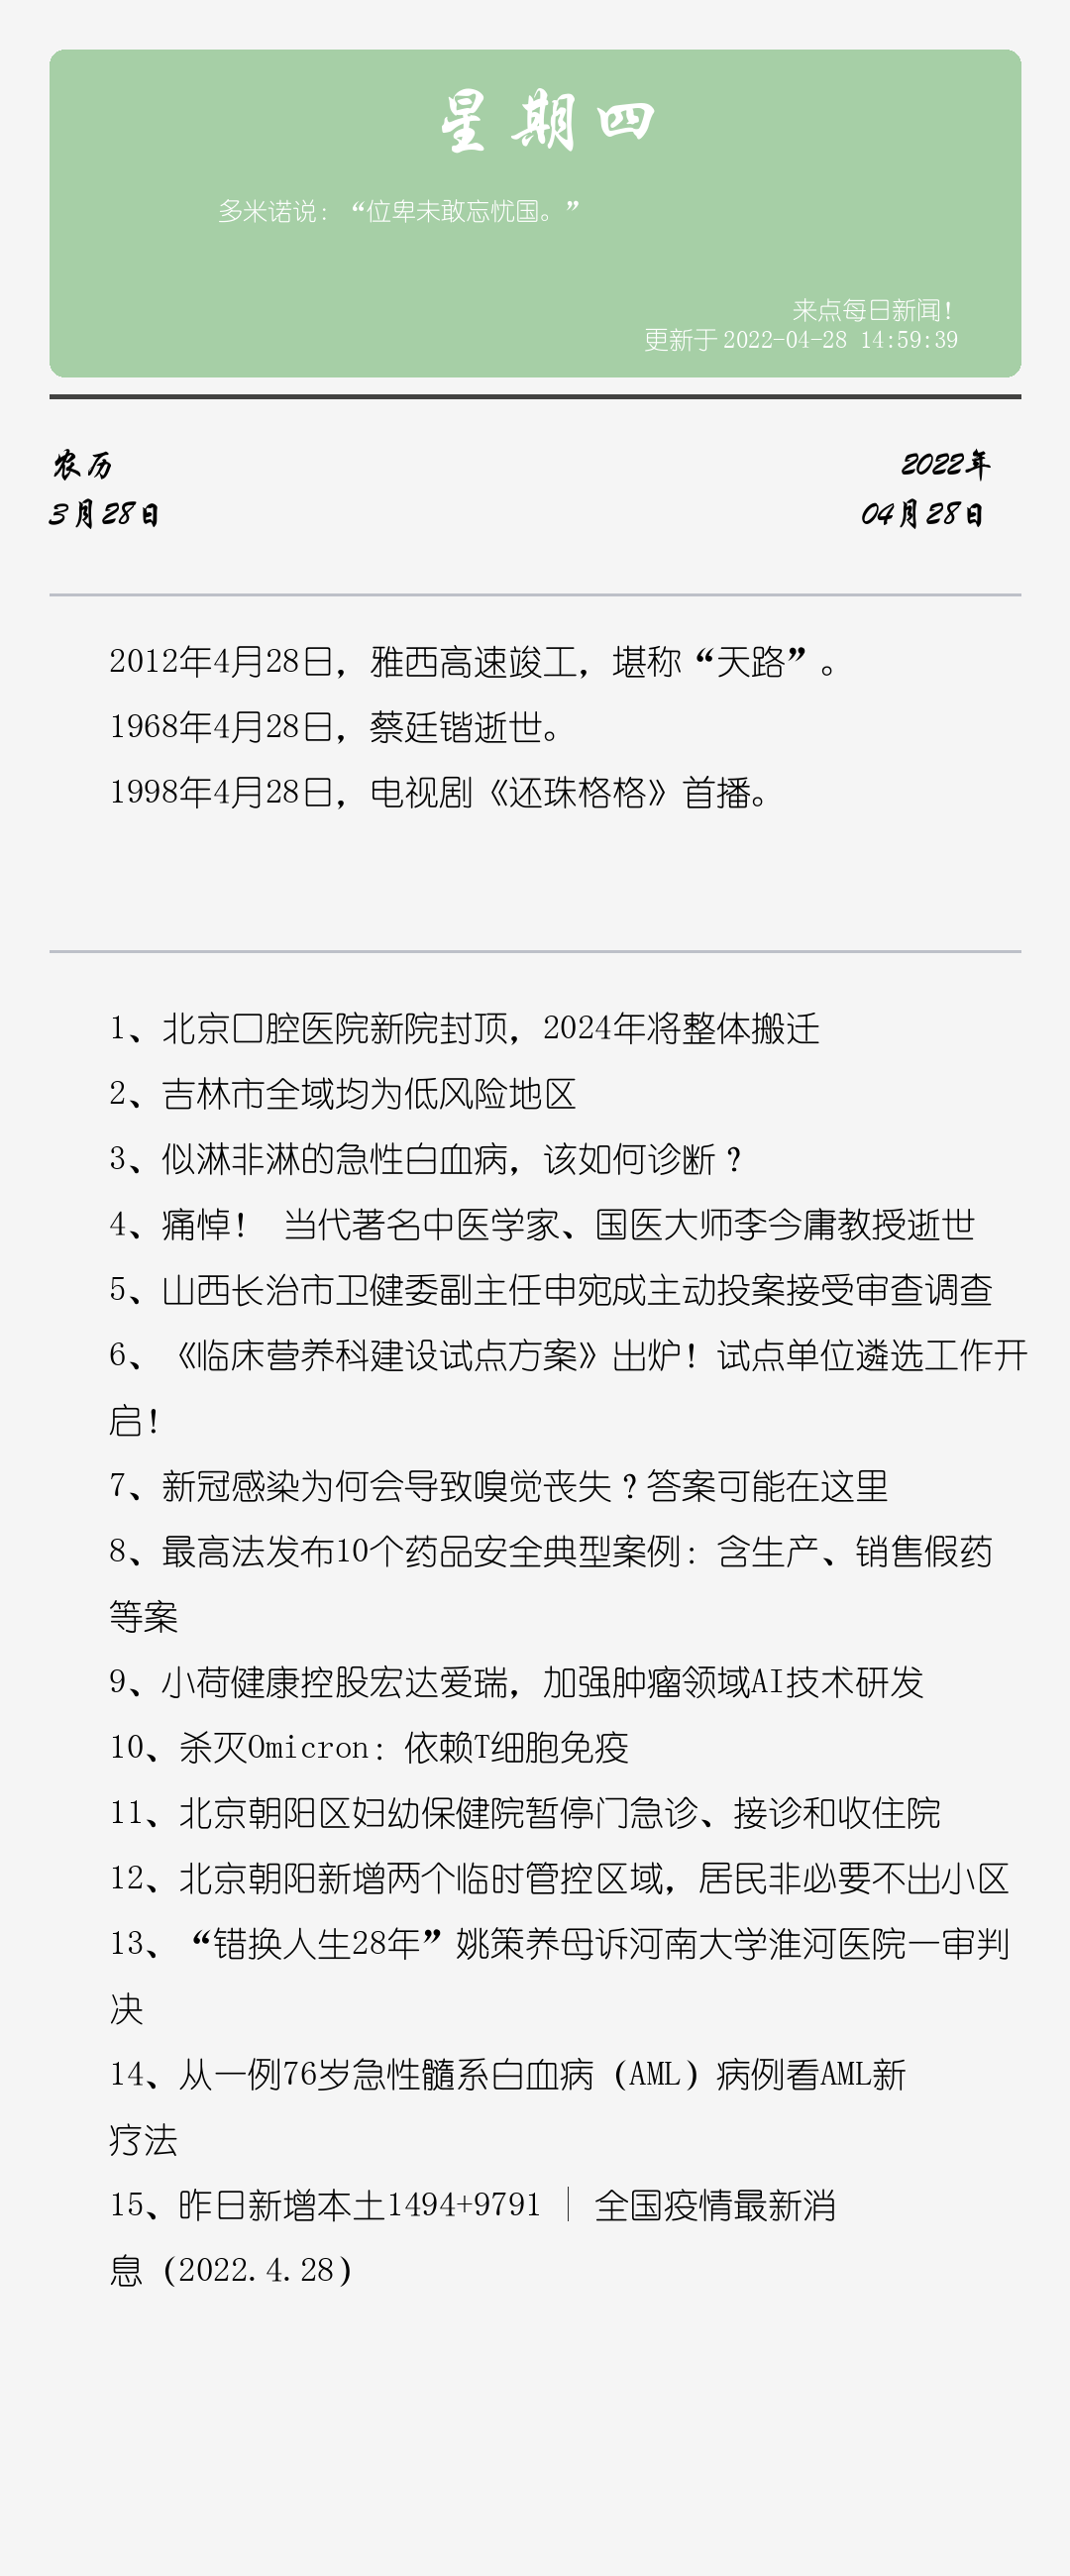 星期四
多米诺说：“位卑未敢忘忧国。”
来点每日新闻！
更新于2022-04-28 14:59:39
农历
2022年
3月28日
04月28日
2012年4月28日，雅西高速竣工，堪称“天路”。
1968年4月28日，蔡廷锴逝世。
1998年4月28日，电视剧《还珠格格》首播。
1、北京口腔医院新院封顶，2024年将整体搬迁
2、吉林市全域均为低风险地区
3、似淋非淋的急性白血病，该如何诊断？
4、痛悼！ 当代著名中医学家、国医大师李今庸教授逝世
5、山西长治市卫健委副主任申宛成主动投案接受审查调查
6、《临床营养科建设试点方案》出炉！试点单位遴选工作开
启！
7、新冠感染为何会导致嗅觉丧失？答案可能在这里
8、最高法发布10个药品安全典型案例：含生产、销售假药
等案
9、小荷健康控股宏达爱瑞，加强肿瘤领域AI技术研发
10、杀灭Omicron：依赖T细胞免疫
11、北京朝阳区妇幼保健院暂停门急诊、接诊和收住院
12、北京朝阳新增两个临时管控区域，居民非必要不出小区
13、“错换人生28年”姚策养母诉河南大学淮河医院一审判
决
14、从一例76岁急性髓系白血病（AML）病例看AML新
疗法
15、昨日新增本土1494+9791｜全国疫情最新消
息（2022.4.28）